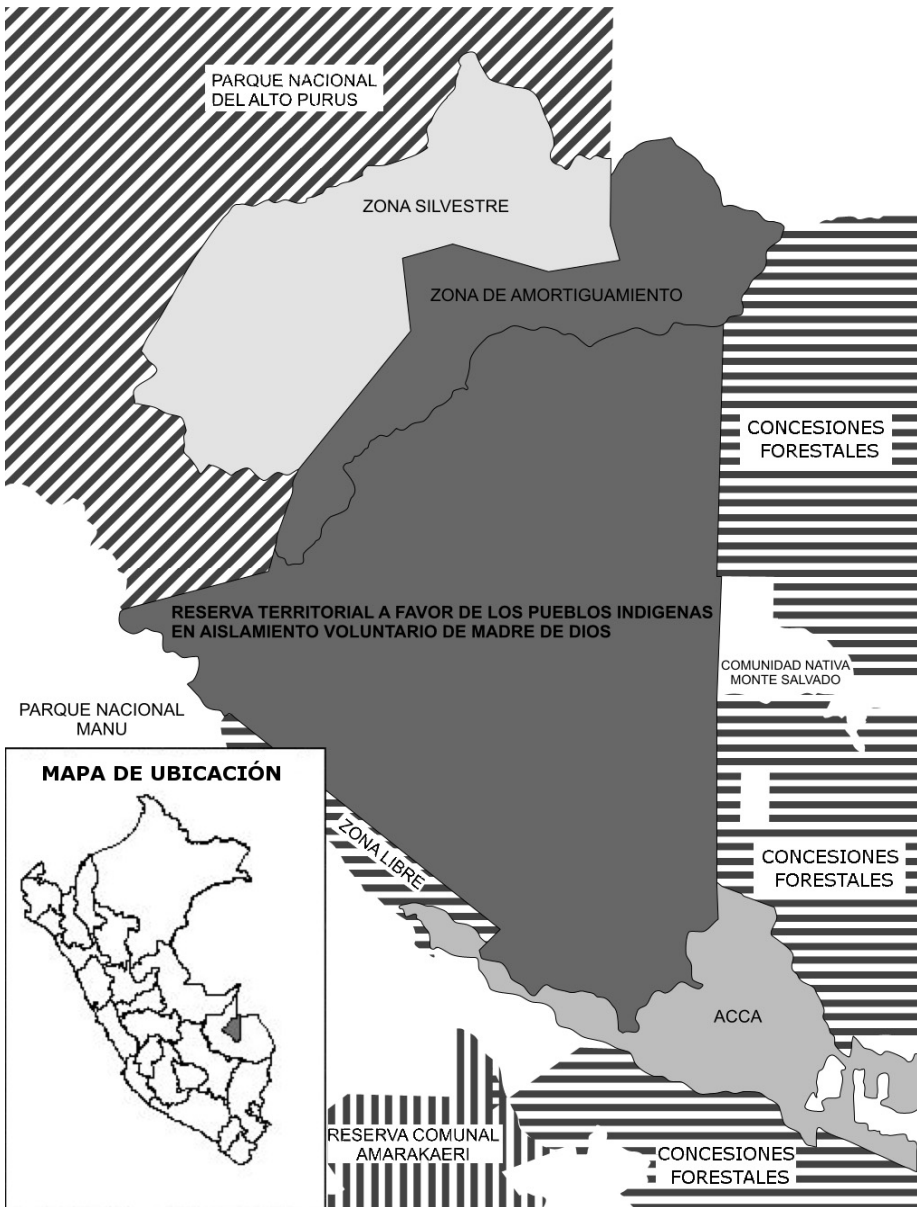 PARQUE NACIONAL
DEL ALTO PURUS
ZONA SILVESTRE
ZONA DE AMORTIGUAMIENTO
CONCESIONES
FORESTALES
RESERVA TERRITORIAL A FAVOR DE LOS PUEBLOS INDIGENAS
EN AISLAMIENTO VOLUNTARIO DE MADRE DE DIOS
COMUNIDAD NATIVA
MONTE SALVADO
PARQUE NACIONAL
MANU
MAPA DE UBICACIÓN
ZONA LIBRE
CONCESIONES
FORESTALES
ACCA
RESERVA COMUNAL
AMARAKAERI
CONCESIONES
FORESTALES